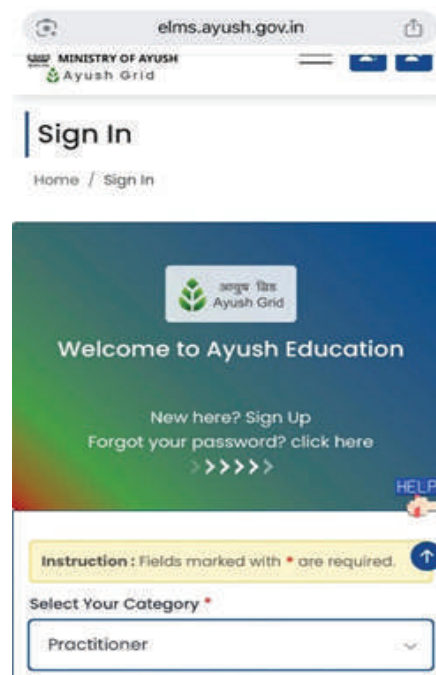 elms.ayush.gov.in
MINISTRY OF AYUSH
Ayush Grid
Sign In
Home / Sign In
आयुष ग्रिड
Ayush Grid
Welcome to Ayush Education
New here? Sign Up
Forgot your password? click here
>>>>>>
HELP
Instruction : Fields marked with * are required.
Select Your Category *
Practitioner